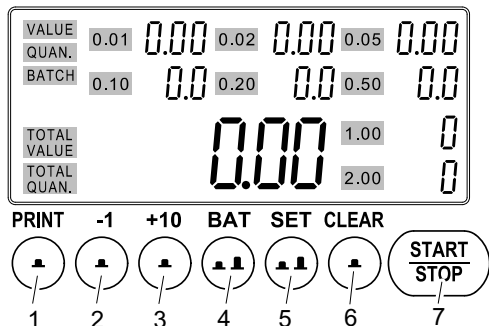 VALUE 0.01 0.00 0.02 0.00 0.05 0.00
QUAN.
BATCH 0.10 0.0 0.20 0.0 0.50 0.0
TOTAL VALUE 0.00 1.00 0
TOTAL QUAN. 2.00 0
PRINT -1 +10 BAT SET CLEAR
START
STOP
1 2 3 4 5 6 7